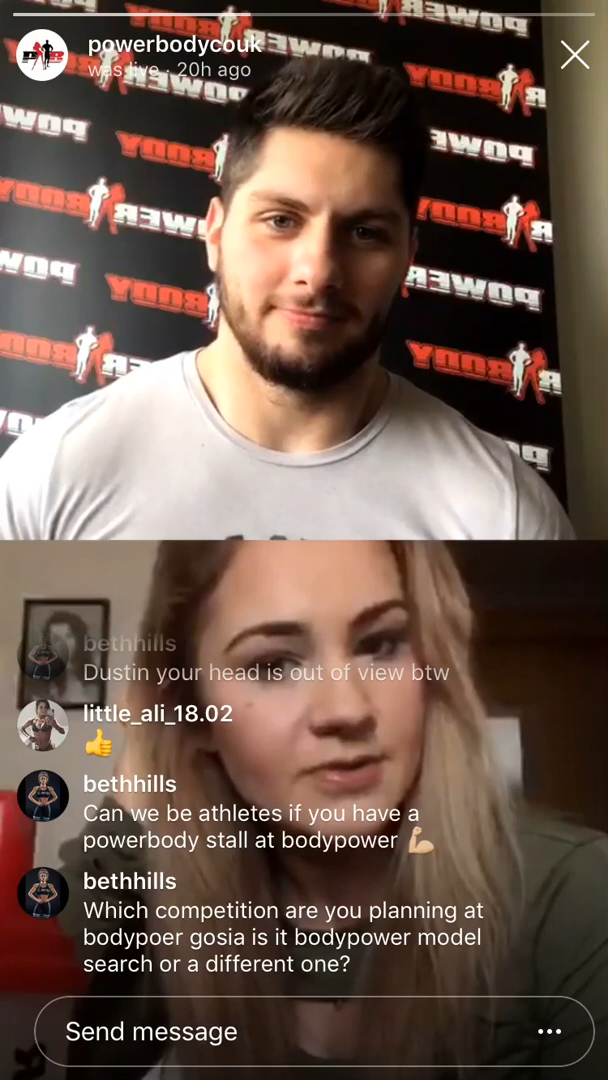 powerbodycouk
was live · 20h ago
bethhills
Dustin your head is out of view btw
little_ali_18.02
👍
bethhills
Can we be athletes if you have a
powerbody stall at bodypower 💪🏼
bethhills
Which competition are you planning at
bodypoer gosia is it bodypower model
search or a different one?
Send message